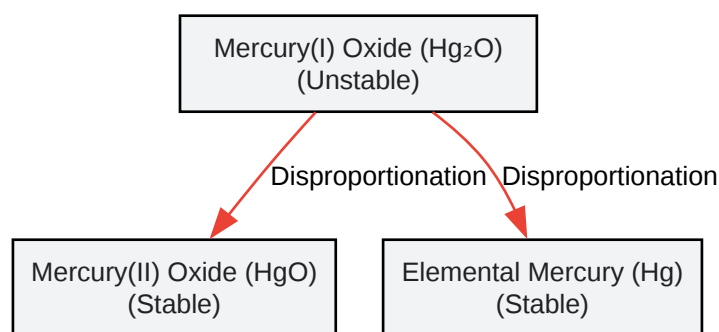 Mercury(I) Oxide (Hg₂O)
(Unstable)
Disproportionation
Disproportionation
Mercury(II) Oxide (HgO)
(Stable)
Elemental Mercury (Hg)
(Stable)